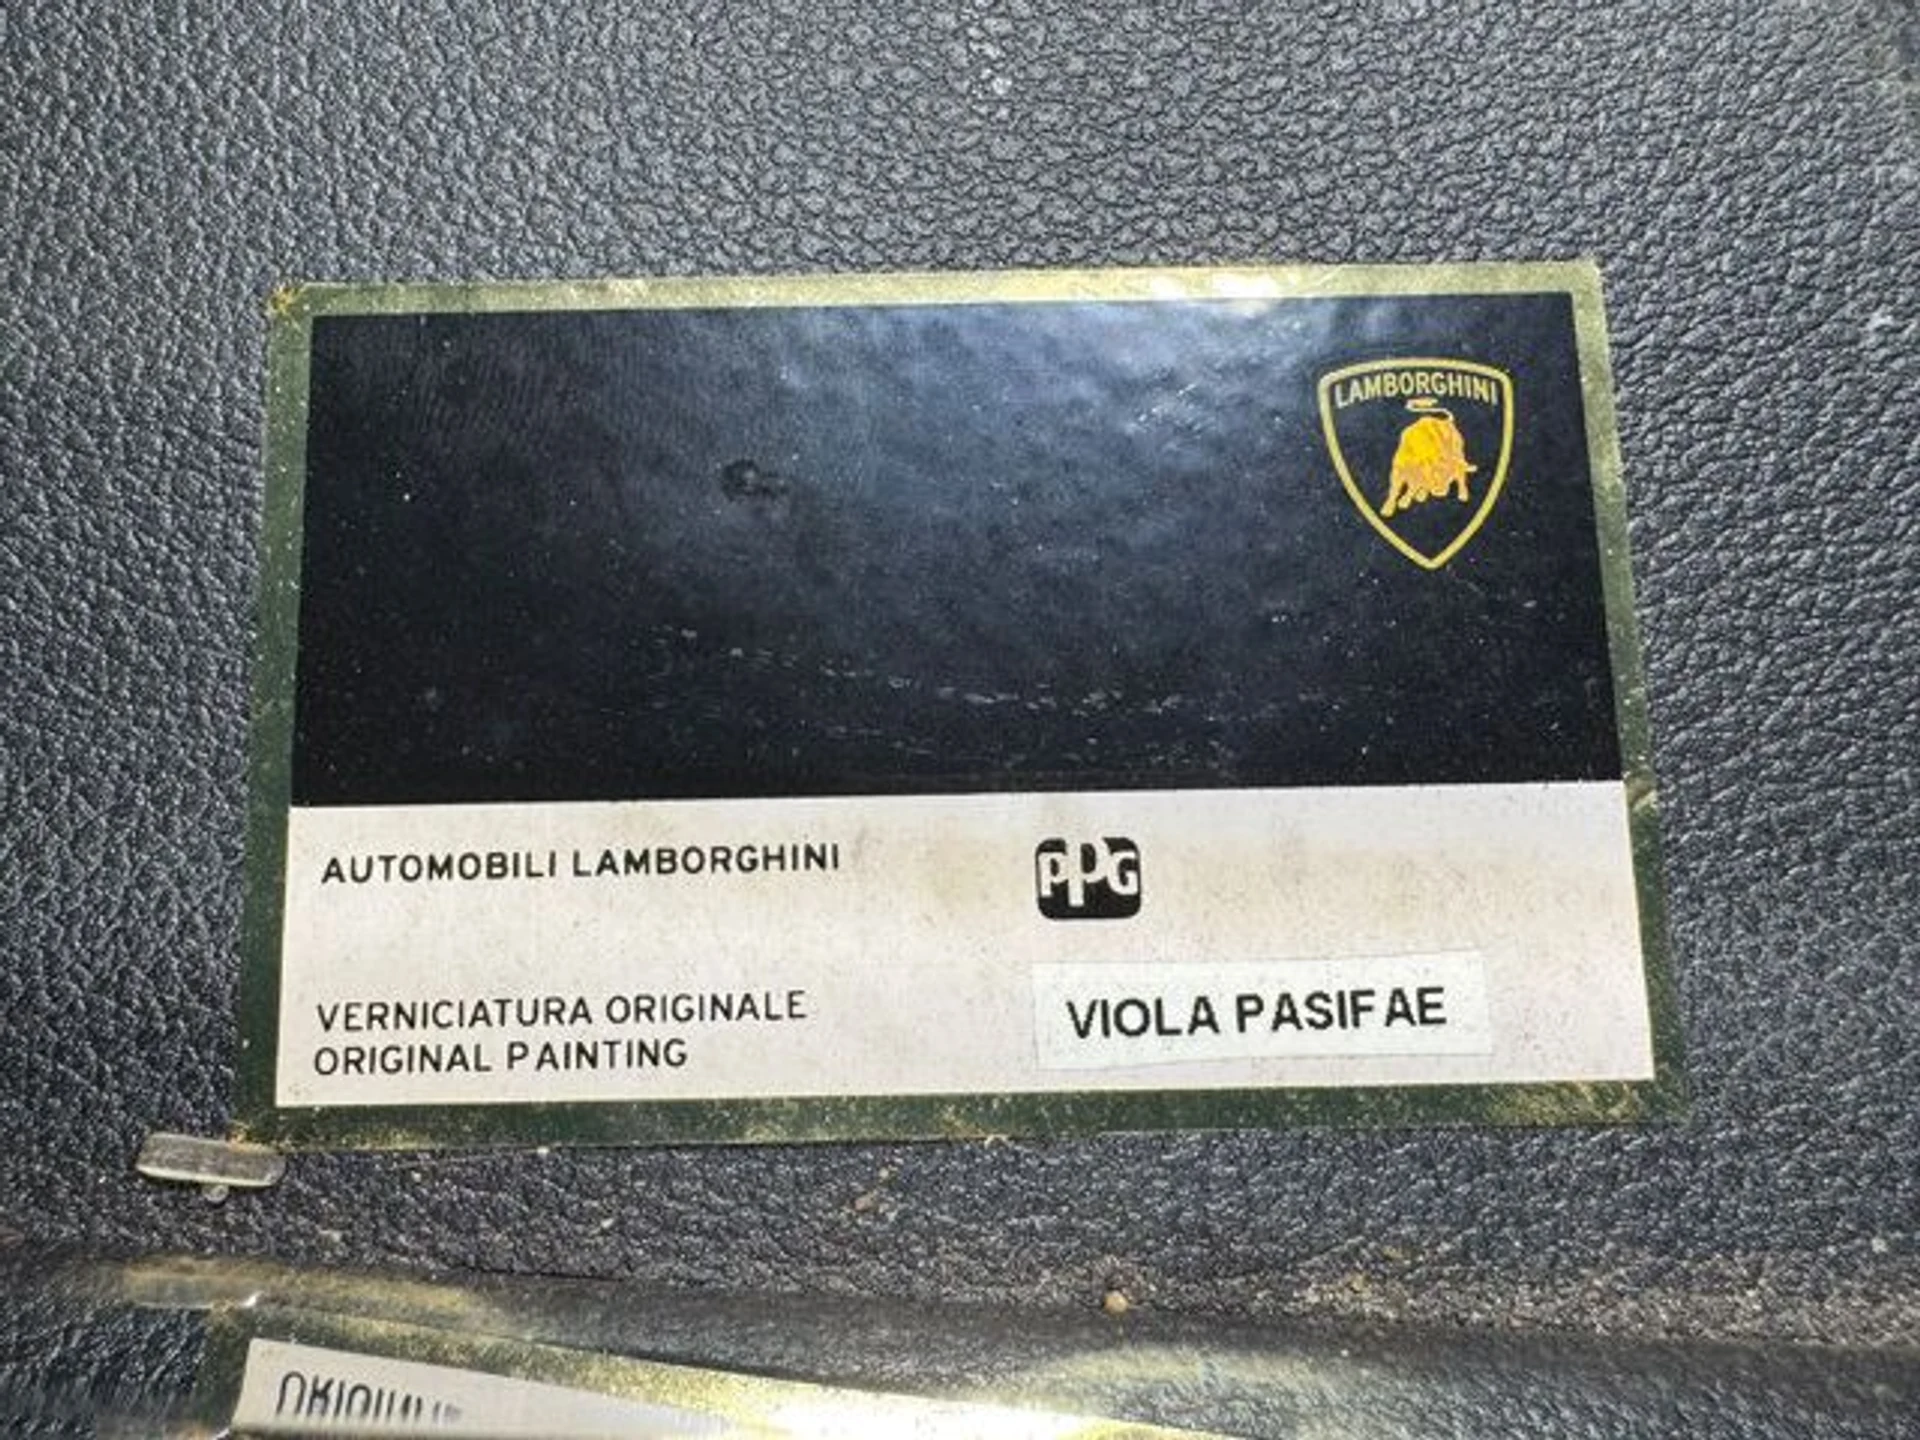 LAMBORGHINI
AUTOMOBILI LAMBORGHINI
PPG
VERNICIATURA ORIGINALE
ORIGINAL PAINTING
VIOLA PASIFAE